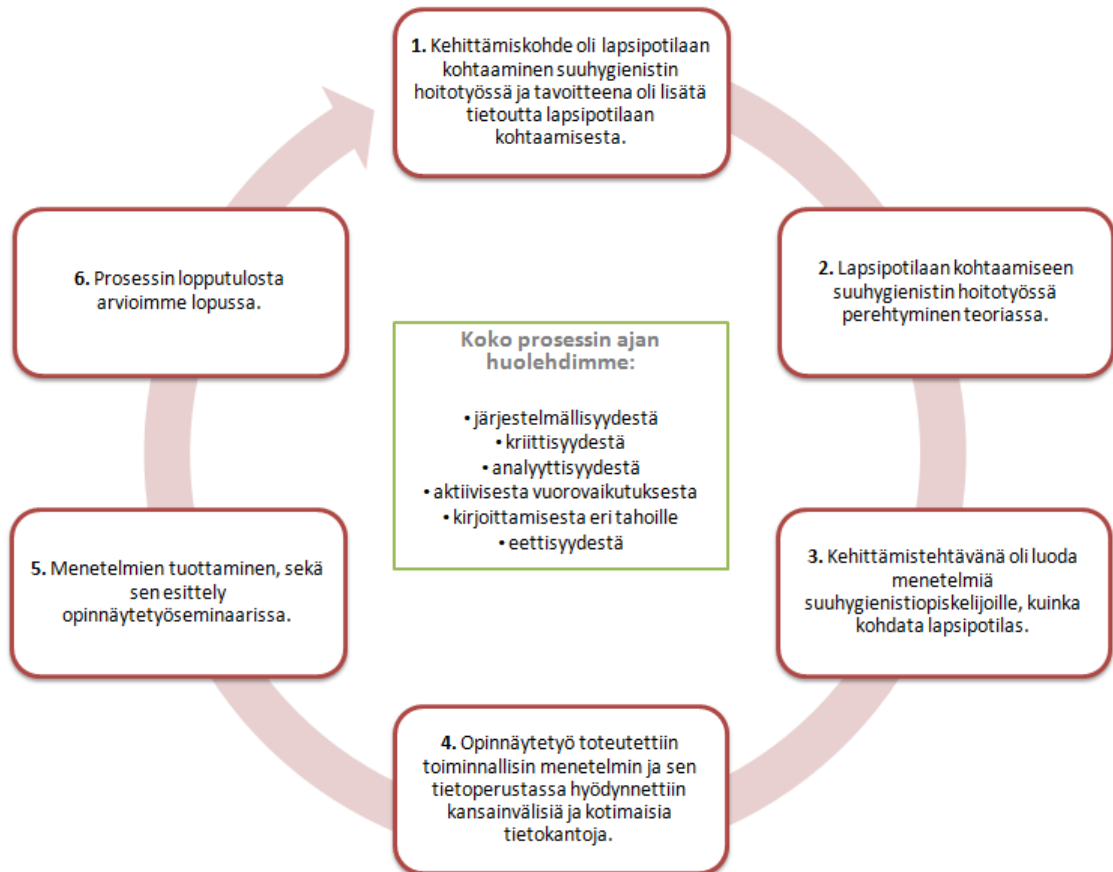 1. Kehittämiskohde oli lapsipotilaan
kohtaaminen suuhygienistin
hoitotyössä ja tavoitteena oli lisätä
tietoutta lapsipotilaan
kohtaamisesta.
2. Lapsipotilaan kohtaamiseen
suuhygienistin hoitotyössä
perehtyminen teoriassa.
3. Kehittämistehtävänä oli luoda
menetelmiä
suuhygienistiopiskelijoille, kuinka
kohdata lapsipotilas.
4. Opinnäytetyö toteutettiin
toiminnallisin menetelmin ja sen
tietoperustassa hyödynnettiin
kansainvälisiä ja kotimaisia
tietokantoja.
5. Menetelmien tuottaminen, sekä
sen esittely
opinnäytetyöseminaarissa.
6. Prosessin lopputulosta
arvioimme lopussa.
Koko prosessin ajan
huolehdimme:
• järjestelmällisyydestä
• kriittisyydestä
• analyyttisyydestä
• aktiivisesta vuorovaikutuksesta
• kirjoittamisesta eri tahoille
• eettisyydestä